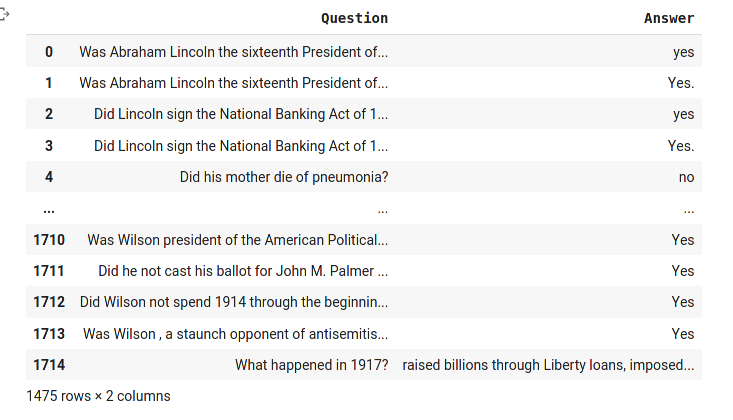 Question Answer
0 Was Abraham Lincoln the sixteenth President of... yes
1 Was Abraham Lincoln the sixteenth President of... Yes.
2 Did Lincoln sign the National Banking Act of 1... yes
3 Did Lincoln sign the National Banking Act of 1... Yes.
4 Did his mother die of pneumonia? no
... ... ...
1710 Was Wilson president of the American Political... Yes
1711 Did he not cast his ballot for John M. Palmer ... Yes
1712 Did Wilson not spend 1914 through the beginnin... Yes
1713 Was Wilson , a staunch opponent of antisemitis... Yes
1714 What happened in 1917? raised billions through Liberty loans, imposed...
1475 rows × 2 columns